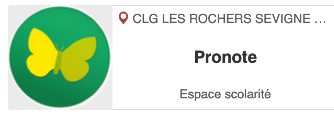 CLG LES ROCHERS SEVIGNE ...
Pronote
Espace scolarité